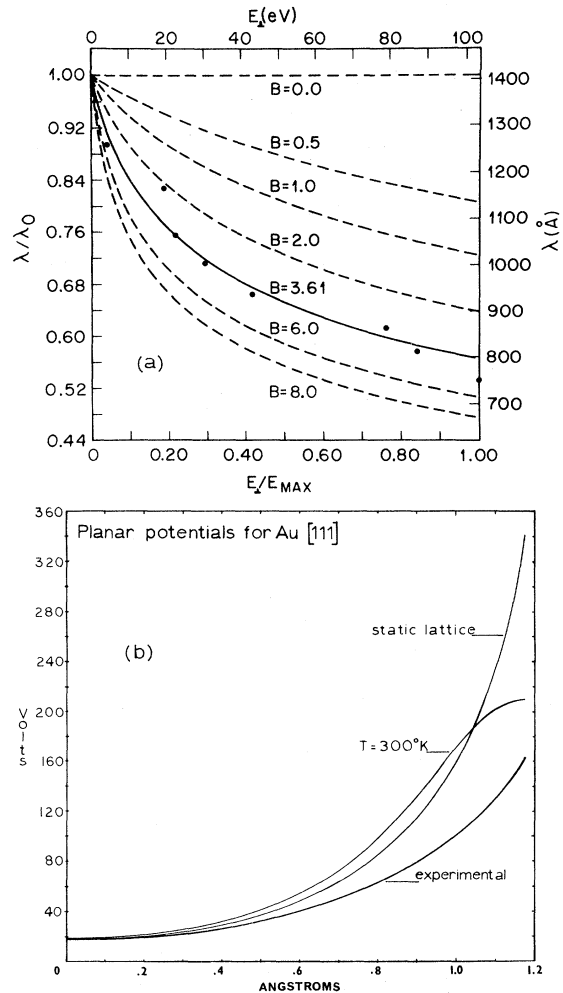 E⊥(eV)
0 20 40 60 80 100
1.00
0.92
0.84
0.76
0.68
0.60
0.52
0.44
λ/λ0
1400
1300
1200
1100
1000
900
800
700
λ(Å)
B=0.0
B=0.5
B=1.0
B=2.0
B=3.61
B=6.0
B=8.0
(a)
0 0.20 0.40 0.60 0.80 1.00
E⊥/EMAX
Planar potentials for Au [111]
(b)
360
320
280
240
200
160
120
80
40
Volts
static lattice
T=300°K
experimental
0 .2 .4 .6 .8 1.0 1.2
ANGSTROMS